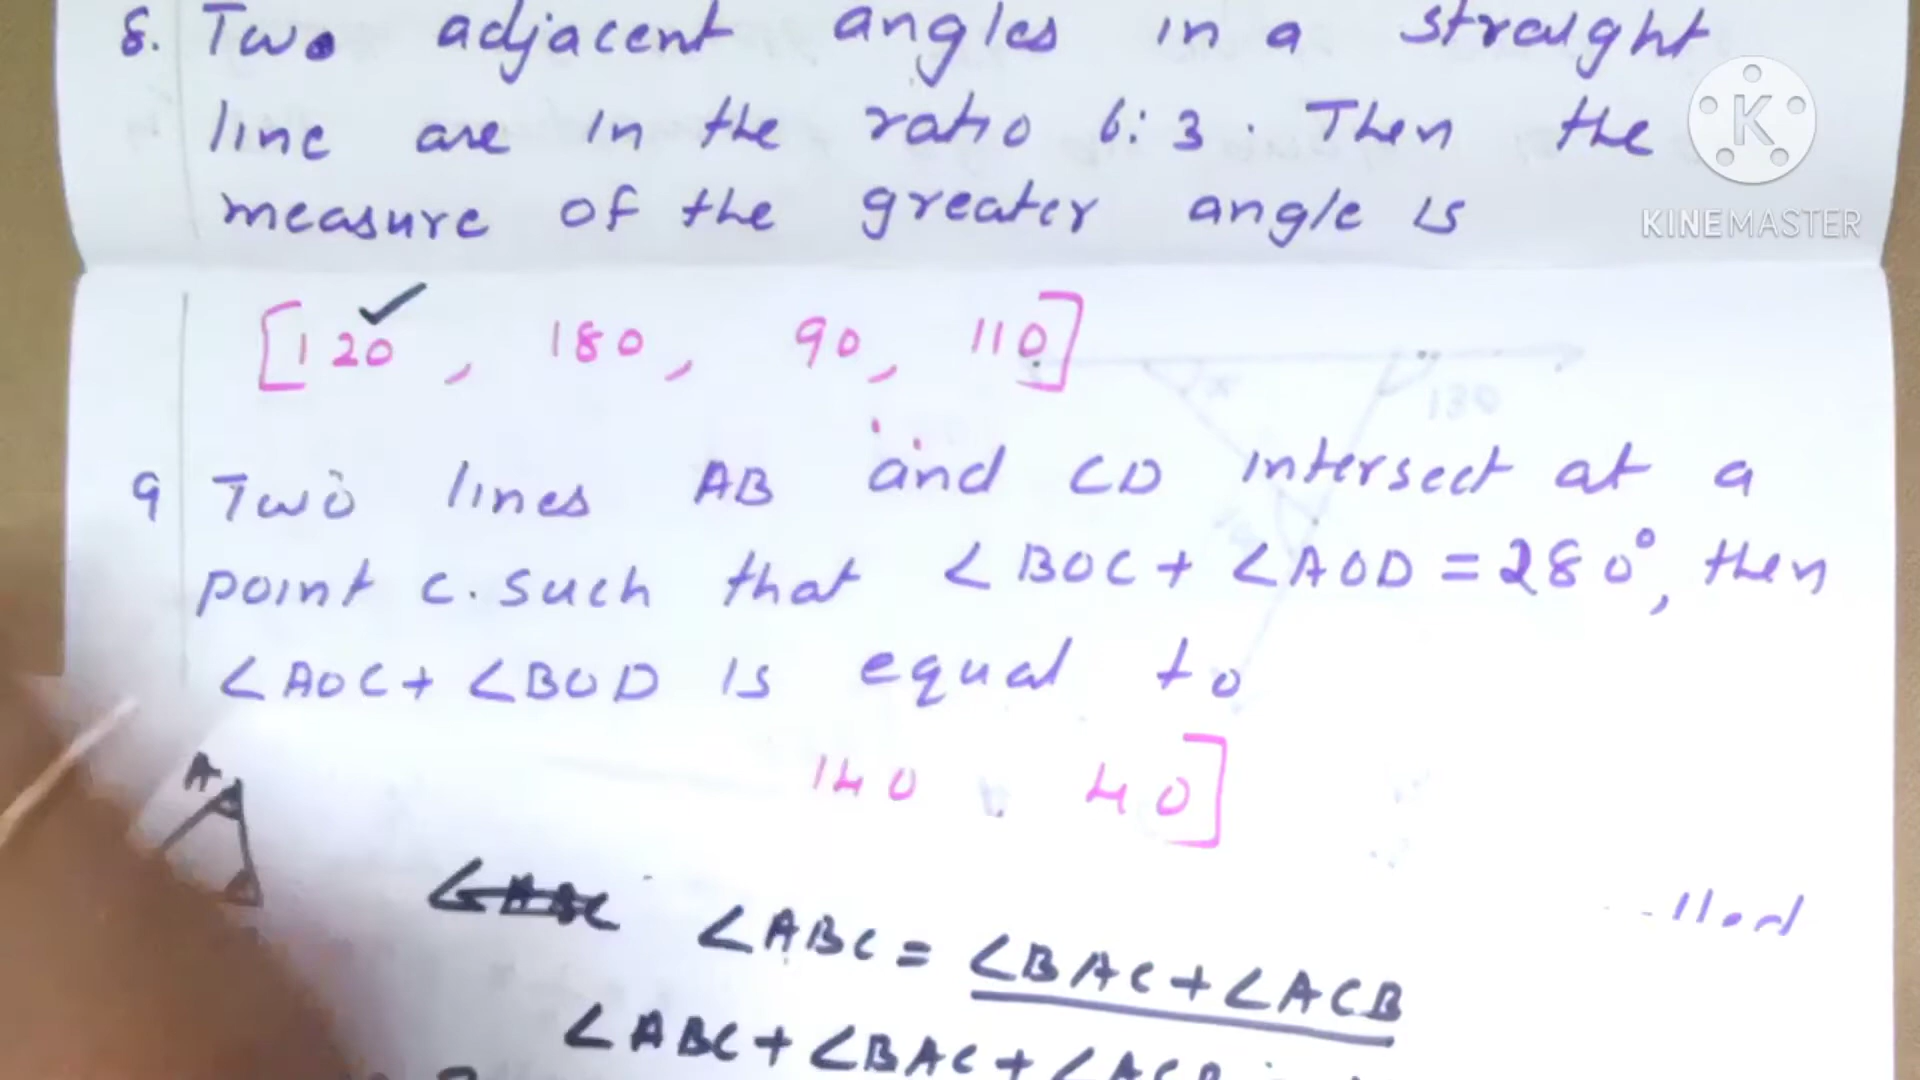 8. Two adjacent angles in a straight
line are in the ratio 6:3. Then the
measure of the greater angle is
[120 ✓, 180, 90, 110]
9 Two lines AB and CD intersect at a
point C. Such that ∠BOC + ∠AOD = 280°, then
∠AOC + ∠BOD is equal to
140 , 40]
A
∠ABC = ∠BAC + ∠ACB
∠ABC + ∠BAC +
K
KINEMASTER